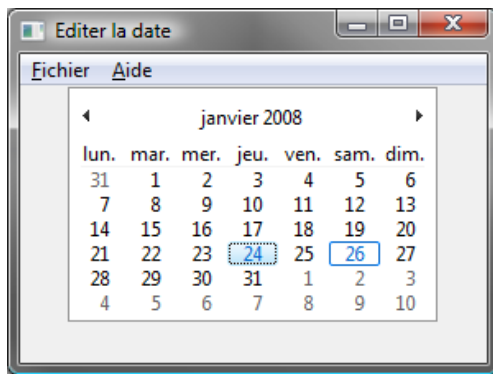 Editer la date
Fichier Aide
janvier 2008
lun. mar. mer. jeu. ven. sam. dim.
31 1 2 3 4 5 6
7 8 9 10 11 12 13
14 15 16 17 18 19 20
21 22 23 24 25 26 27
28 29 30 31 1 2 3
4 5 6 7 8 9 10